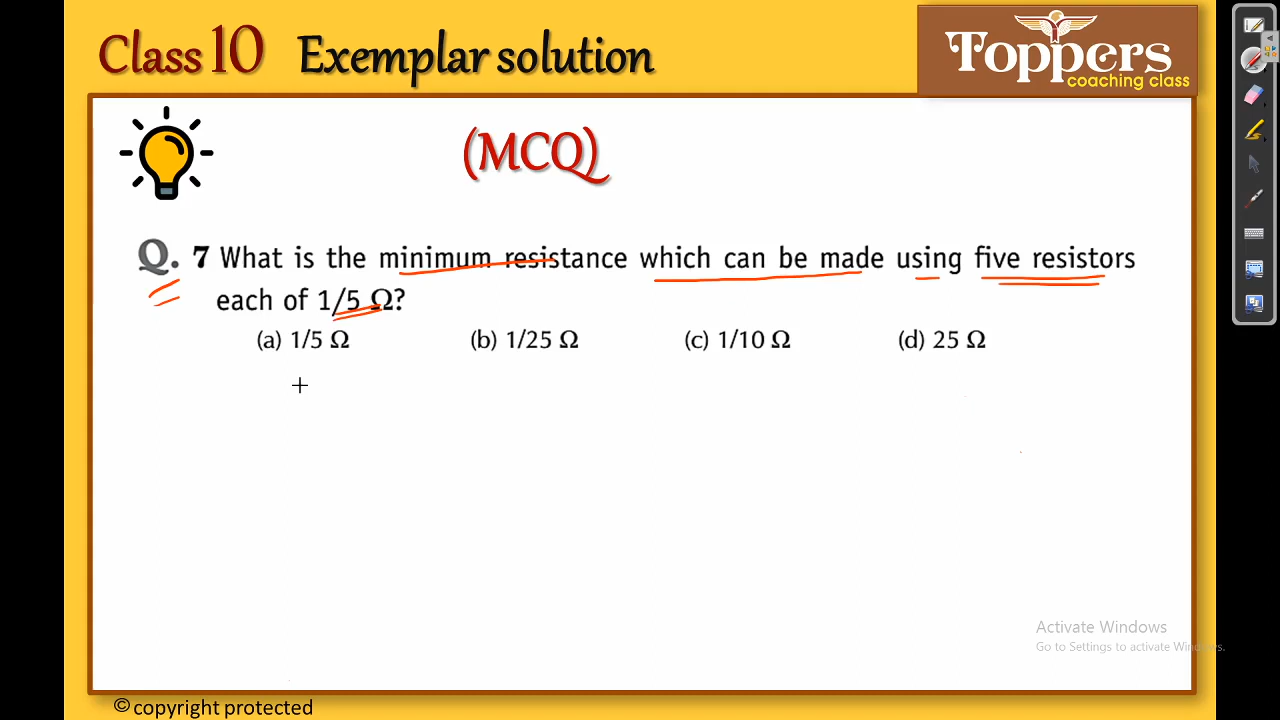 Class 10 Exemplar solution
Toppers
coaching class
(MCQ)
Q. 7 What is the minimum resistance which can be made using five resistors
each of 1/5 Ω?
(a) 1/5 Ω (b) 1/25 Ω (c) 1/10 Ω (d) 25 Ω
Activate Windows
Go to Settings to activate Windows.
© copyright protected